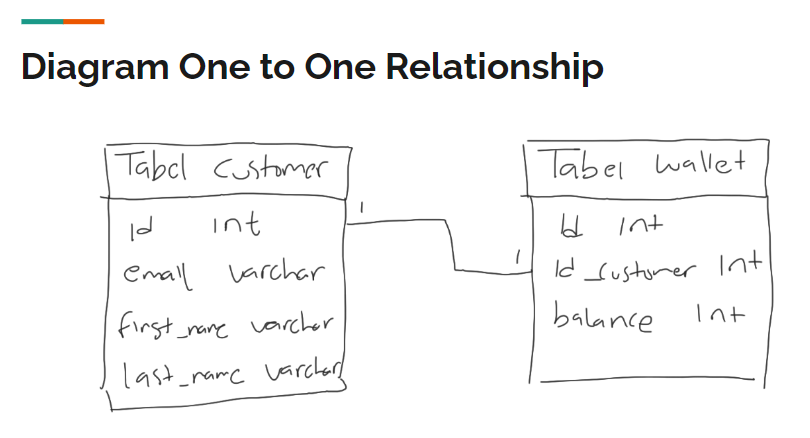 Diagram One to One Relationship
Tabel Customer
Id int
email varchar
first_name varchar
last_name varchar
1
1
Tabel Wallet
Id Int
Id_customer Int
balance Int